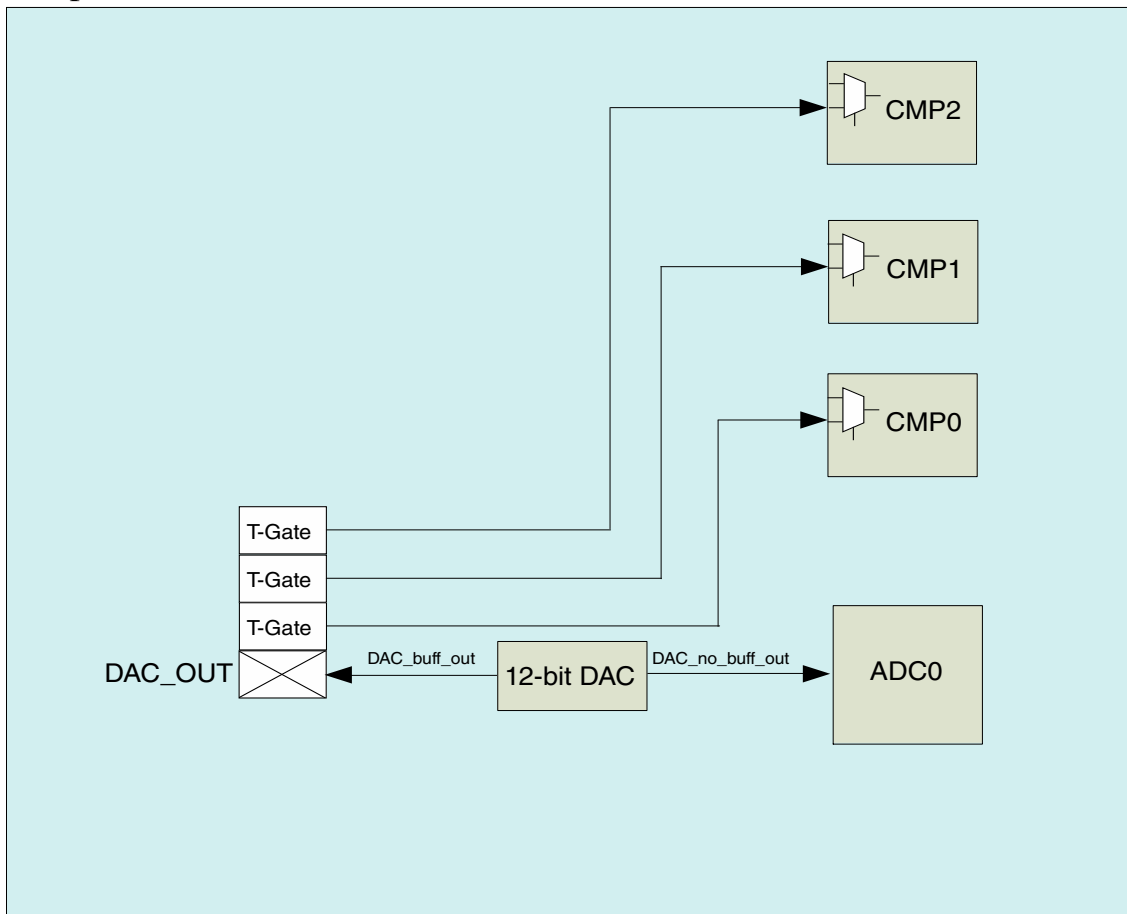 CMP2
CMP1
CMP0
T-Gate
T-Gate
T-Gate
DAC_OUT
DAC_buff_out
12-bit DAC
DAC_no_buff_out
ADC0